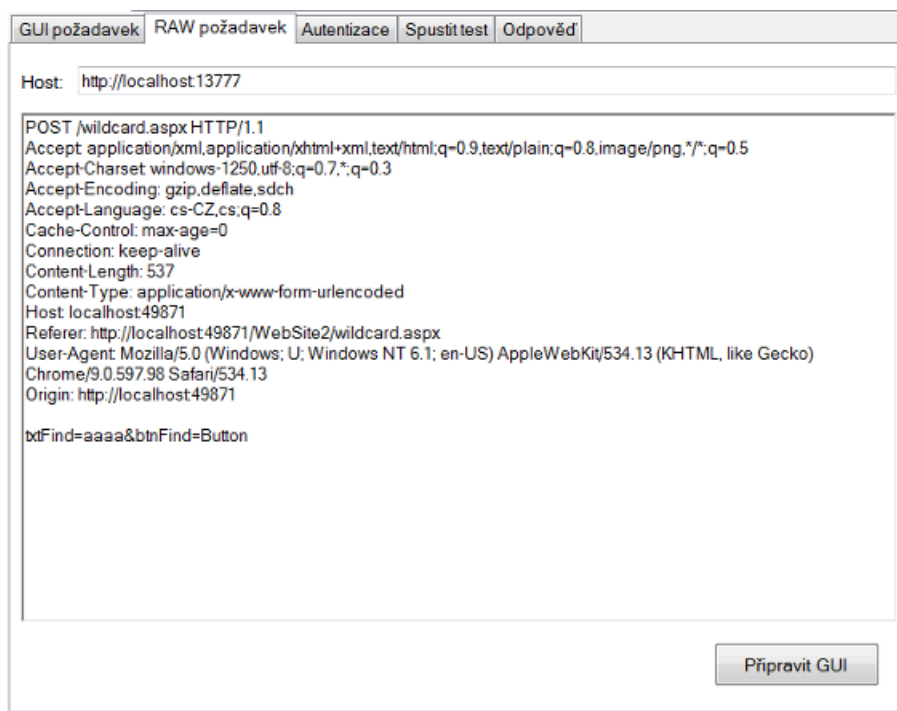 GUI požadavek RAW požadavek Autentizace Spustit test Odpověď
Host: http://localhost:13777
POST /wildcard.aspx HTTP/1.1
Accept: application/xml,application/xhtml+xml,text/html;q=0.9,text/plain;q=0.8,image/png,*/*;q=0.5
Accept-Charset: windows-1250,utf-8;q=0.7,*;q=0.3
Accept-Encoding: gzip,deflate,sdch
Accept-Language: cs-CZ,cs;q=0.8
Cache-Control: max-age=0
Connection: keep-alive
Content-Length: 537
Content-Type: application/x-www-form-urlencoded
Host: localhost:49871
Referer: http://localhost:49871/WebSite2/wildcard.aspx
User-Agent: Mozilla/5.0 (Windows; U; Windows NT 6.1; en-US) AppleWebKit/534.13 (KHTML, like Gecko)
Chrome/9.0.597.98 Safari/534.13
Origin: http://localhost:49871
txtFind=aaaa&btnFind=Button
Připravit GUI